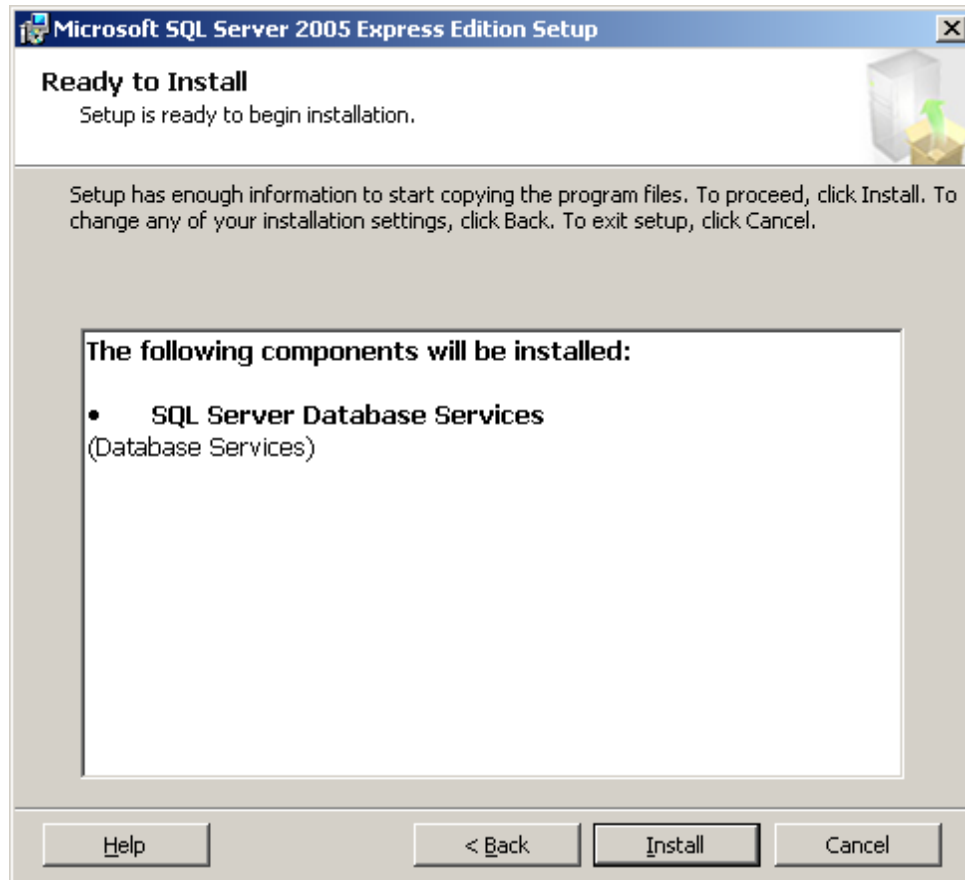 Microsoft SQL Server 2005 Express Edition Setup
Ready to Install
Setup is ready to begin installation.
Setup has enough information to start copying the program files. To proceed, click Install. To
change any of your installation settings, click Back. To exit setup, click Cancel.
The following components will be installed:
• SQL Server Database Services
(Database Services)
Help
< Back
Install
Cancel